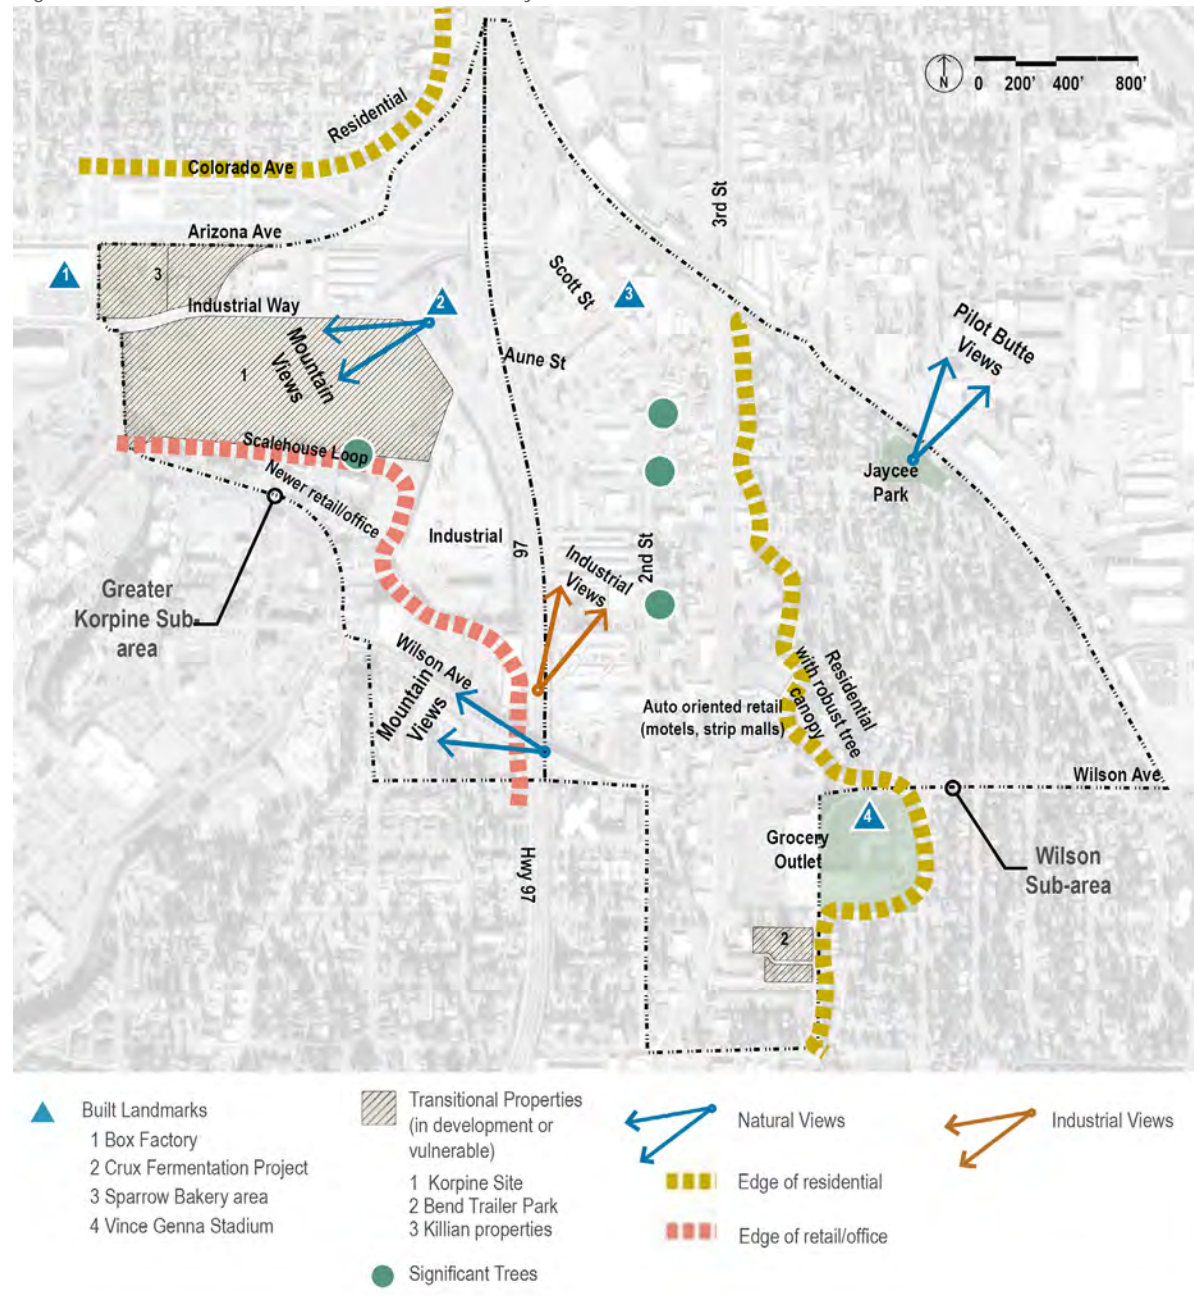 Residential
N
0 200' 400' 800'
Colorado Ave
3rd St
Arizona Ave
1
3
Scott St
3
Industrial Way
2
Mountain
Views
Pilot Butte
Views
Aune St
1
Scalehouse Loop
Newer retail/office
Jaycee
Park
Industrial
97
2nd St
Industrial
Views
Greater
Korpine Sub-
area
Wilson Ave
Mountain
Views
Residential
with robust tree
canopy
Auto oriented retail
(motels, strip malls)
Wilson Ave
4
Grocery
Outlet
Hwy 97
Wilson
Sub-area
2
Built Landmarks
1 Box Factory
2 Crux Fermentation Project
3 Sparrow Bakery area
4 Vince Genna Stadium
Transitional Properties
(in development or
vulnerable)
1 Korpine Site
2 Bend Trailer Park
3 Killian properties
Significant Trees
Natural Views
Edge of residential
Edge of retail/office
Industrial Views